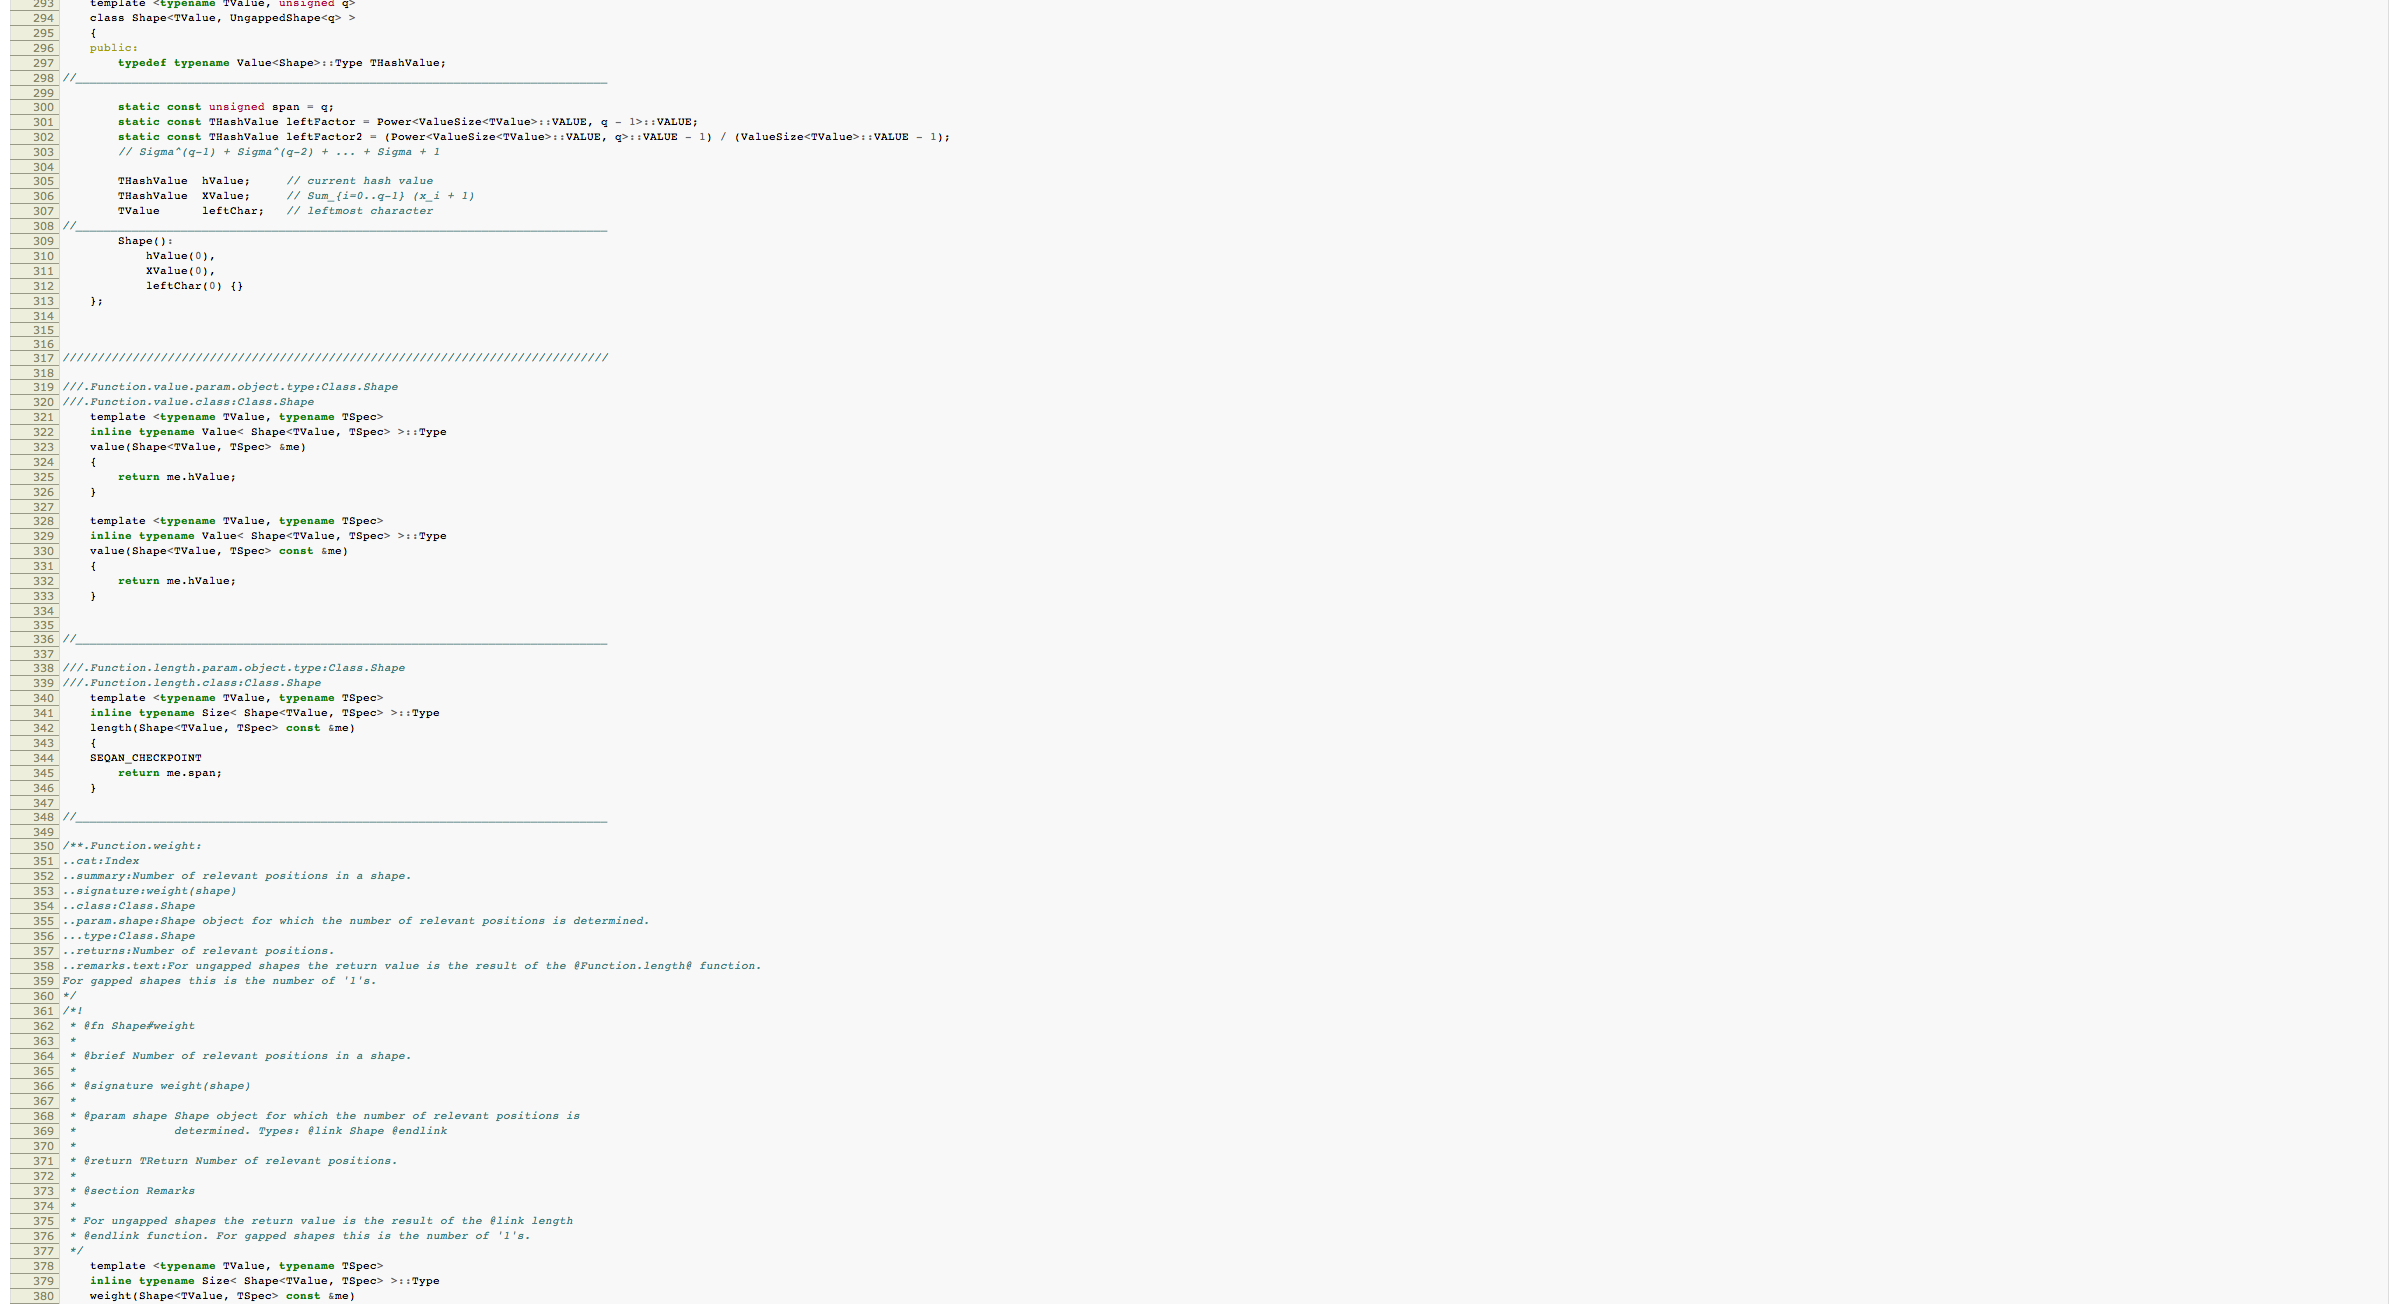 293 template <typename TValue, unsigned q>
294 class Shape<TValue, UngappedShape<q> >
295 {
296 public:
297 typedef typename Value<Shape>::Type THashValue;
298 //____________________________________________________________________________
299
300 static const unsigned span = q;
301 static const THashValue leftFactor = Power<ValueSize<TValue>::VALUE, q - 1>::VALUE;
302 static const THashValue leftFactor2 = (Power<ValueSize<TValue>::VALUE, q>::VALUE - 1) / (ValueSize<TValue>::VALUE - 1);
303 // Sigma^(q-1) + Sigma^(q-2) + ... + Sigma + 1
304
305 THashValue hValue; // current hash value
306 THashValue XValue; // Sum_{i=0..q-1} (x_i + 1)
307 TValue leftChar; // leftmost character
308 //____________________________________________________________________________
309 Shape():
310 hValue(0),
311 XValue(0),
312 leftChar(0) {}
313 };
314
315
316
317 //////////////////////////////////////////////////////////////////////////////
318
319 ///.Function.value.param.object.type:Class.Shape
320 ///.Function.value.class:Class.Shape
321 template <typename TValue, typename TSpec>
322 inline typename Value< Shape<TValue, TSpec> >::Type
323 value(Shape<TValue, TSpec> &me)
324 {
325 return me.hValue;
326 }
327
328 template <typename TValue, typename TSpec>
329 inline typename Value< Shape<TValue, TSpec> >::Type
330 value(Shape<TValue, TSpec> const &me)
331 {
332 return me.hValue;
333 }
334
335
336 //____________________________________________________________________________
337
338 ///.Function.length.param.object.type:Class.Shape
339 ///.Function.length.class:Class.Shape
340 template <typename TValue, typename TSpec>
341 inline typename Size< Shape<TValue, TSpec> >::Type
342 length(Shape<TValue, TSpec> const &me)
343 {
344 SEQAN_CHECKPOINT
345 return me.span;
346 }
347
348 //____________________________________________________________________________
349
350 /**.Function.weight:
351 ..cat:Index
352 ..summary:Number of relevant positions in a shape.
353 ..signature:weight(shape)
354 ..class:Class.Shape
355 ..param.shape:Shape object for which the number of relevant positions is determined.
356 ...type:Class.Shape
357 ..returns:Number of relevant positions.
358 ..remarks.text:For ungapped shapes the return value is the result of the @Function.length@ function.
359 For gapped shapes this is the number of '1's.
360 */
361 /*!
362 * @fn Shape#weight
363 *
364 * @brief Number of relevant positions in a shape.
365 *
366 * @signature weight(shape)
367 *
368 * @param shape Shape object for which the number of relevant positions is
369 * determined. Types: @link Shape @endlink
370 *
371 * @return TReturn Number of relevant positions.
372 *
373 * @section Remarks
374 *
375 * For ungapped shapes the return value is the result of the @link length
376 * @endlink function. For gapped shapes this is the number of '1's.
377 */
378 template <typename TValue, typename TSpec>
379 inline typename Size< Shape<TValue, TSpec> >::Type
380 weight(Shape<TValue, TSpec> const &me)